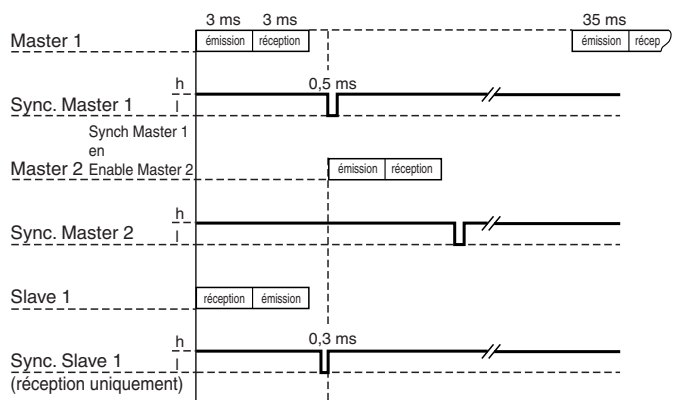 3 ms 3 ms 35 ms
Master 1 émission réception émission récep
h 0,5 ms
Sync. Master 1 l
Synch Master 1
en
Master 2 Enable Master 2 émission réception
h
Sync. Master 2 l
Slave 1 réception émission
h 0,3 ms
Sync. Slave 1 l
(réception uniquement)